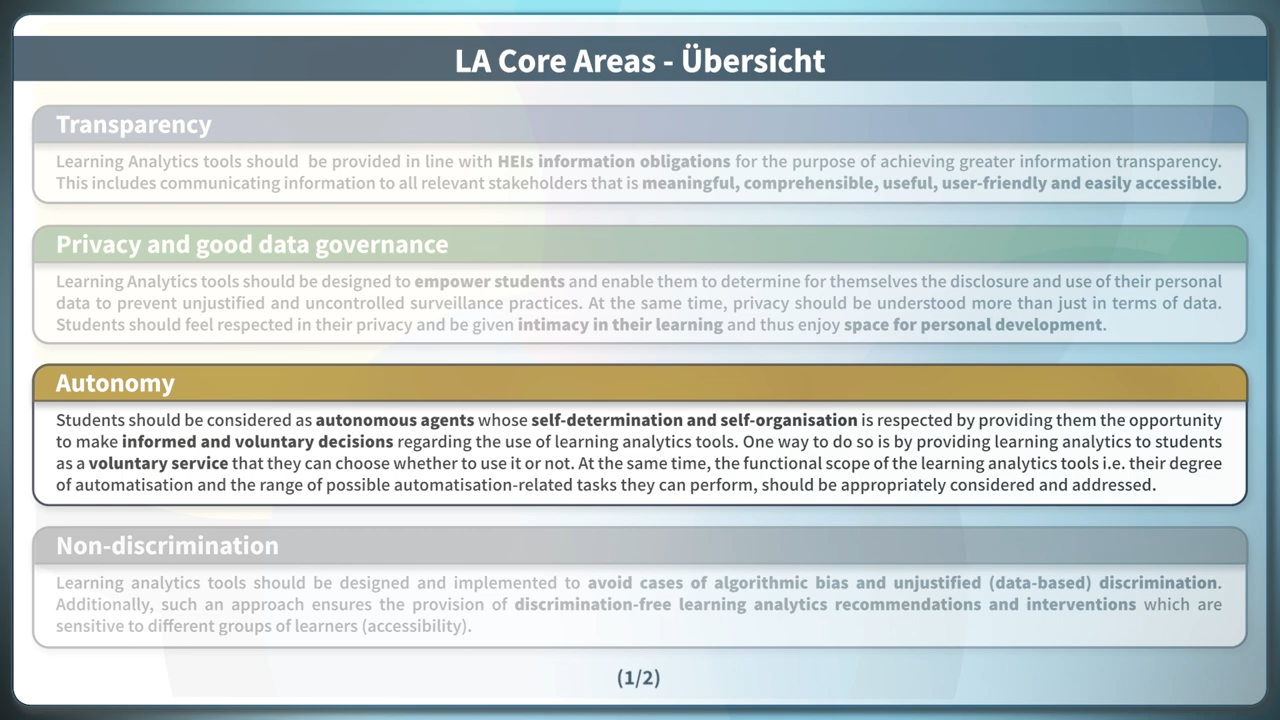 LA Core Areas - Übersicht
Transparency
Learning Analytics tools should be provided in line with HEIs information obligations for the purpose of achieving greater information transparency.
This includes communicating information to all relevant stakeholders that is meaningful, comprehensible, useful, user-friendly and easily accessible.
Privacy and good data governance
Learning Analytics tools should be designed to empower students and enable them to determine for themselves the disclosure and use of their personal
data to prevent unjustified and uncontrolled surveillance practices. At the same time, privacy should be understood more than just in terms of data.
Students should feel respected in their privacy and be given intimacy in their learning and thus enjoy space for personal development.
Autonomy
Students should be considered as autonomous agents whose self-determination and self-organisation is respected by providing them the opportunity
to make informed and voluntary decisions regarding the use of learning analytics tools. One way to do so is by providing learning analytics to students
as a voluntary service that they can choose whether to use it or not. At the same time, the functional scope of the learning analytics tools i.e. their degree
of automatisation and the range of possible automatisation-related tasks they can perform, should be appropriately considered and addressed.
Non-discrimination
Learning analytics tools should be designed and implemented to avoid cases of algorithmic bias and unjustified (data-based) discrimination.
Additionally, such an approach ensures the provision of discrimination-free learning analytics recommendations and interventions which are
sensitive to different groups of learners (accessibility).
(1/2)